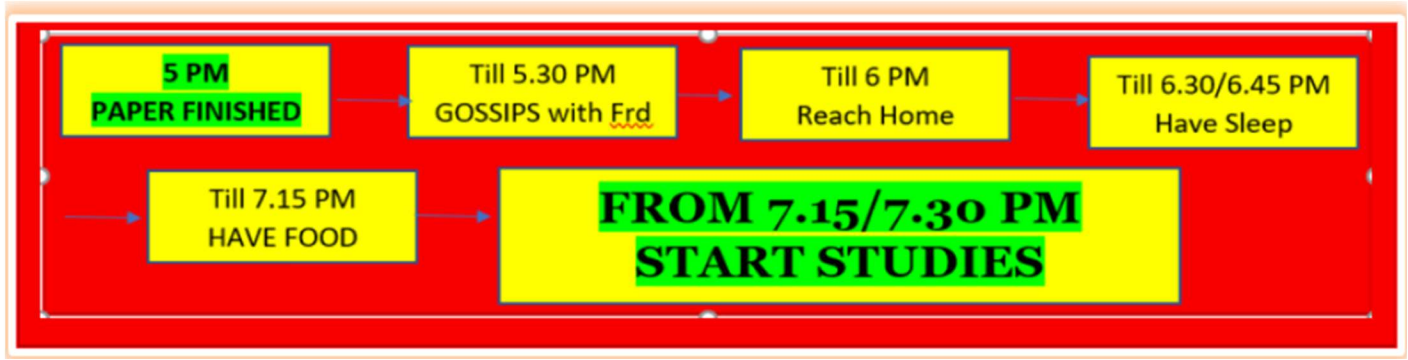 5 PM
PAPER FINISHED
Till 5.30 PM
GOSSIPS with Frd
Till 6 PM
Reach Home
Till 6.30/6.45 PM
Have Sleep
Till 7.15 PM
HAVE FOOD
FROM 7.15/7.30 PM
START STUDIES